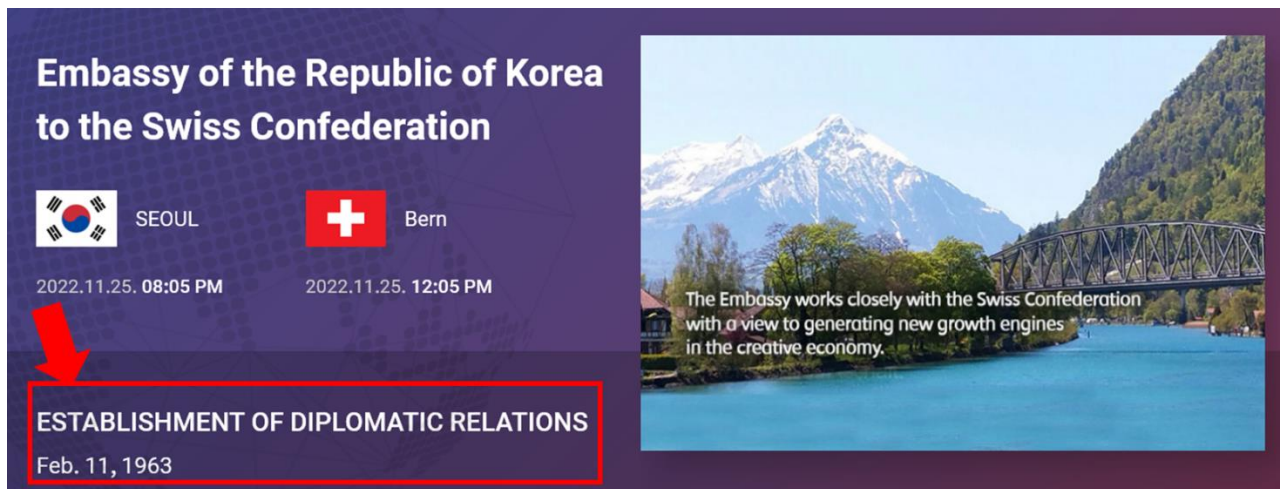 Embassy of the Republic of Korea
to the Swiss Confederation
SEOUL
Bern
2022.11.25. 08:05 PM
2022.11.25. 12:05 PM
ESTABLISHMENT OF DIPLOMATIC RELATIONS
Feb. 11, 1963
The Embassy works closely with the Swiss Confederation
with a view to generating new growth engines
in the creative economy.